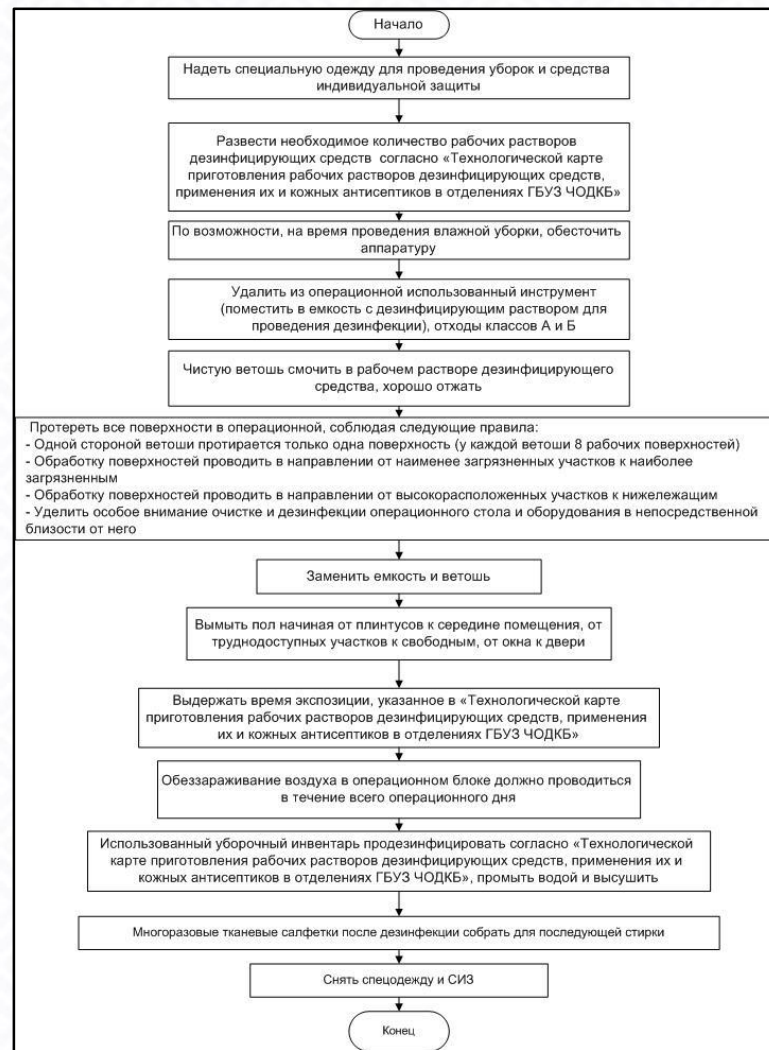 Начало
Надеть специальную одежду для проведения уборок и средства
индивидуальной защиты
Развести необходимое количество рабочих растворов
дезинфицирующих средств согласно «Технологической карте
приготовления рабочих растворов дезинфицирующих средств,
применения их и кожных антисептиков в отделениях ГБУЗ ЧОДКБ»
По возможности, на время проведения влажной уборки, обесточить
аппаратуру
Удалить из операционной использованный инструмент
(поместить в емкость с дезинфицирующим раствором для
проведения дезинфекции), отходы классов А и Б
Чистую ветошь смочить в рабочем растворе дезинфицирующего
средства, хорошо отжать
Протереть все поверхности в операционной, соблюдая следующие правила:
- Одной стороной ветоши протирается только одна поверхность (у каждой ветоши 8 рабочих поверхностей)
- Обработку поверхностей проводить в направлении от наименее загрязненных участков к наиболее
загрязненным
- Обработку поверхностей проводить в направлении от высокорасположенных участков к нижележащим
- Уделить особое внимание очистке и дезинфекции операционного стола и оборудования в непосредственной
близости от него
Заменить емкость и ветошь
Вымыть пол начиная от плинтусов к середине помещения, от
труднодоступных участков к свободным, от окна к двери
Выдержать время экспозиции, указанное в «Технологической карте
приготовления рабочих растворов дезинфицирующих средств, применения
их и кожных антисептиков в отделениях ГБУЗ ЧОДКБ»
Обеззараживание воздуха в операционном блоке должно проводиться
в течение всего операционного дня
Использованный уборочный инвентарь продезинфицировать согласно «Технологической
карте приготовления рабочих растворов дезинфицирующих средств, применения их и
кожных антисептиков в отделениях ГБУЗ ЧОДКБ», промыть водой и высушить
Многоразовые тканевые салфетки после дезинфекции собрать для последующей стирки
Снять спецодежду и СИЗ
Конец